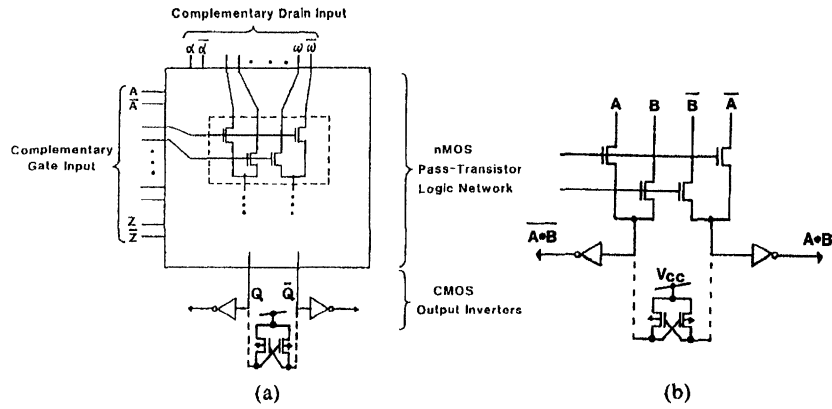 Complementary Drain Input
α ᾱ ω ω̄
A
A̅
Complementary
Gate Input
Z
Z̅
nMOS
Pass-Transistor
Logic Network
Q Q̅
CMOS
Output Inverters
(a)
A B B̅ A̅
A̅•̅B̅ A•B
Vcc
(b)